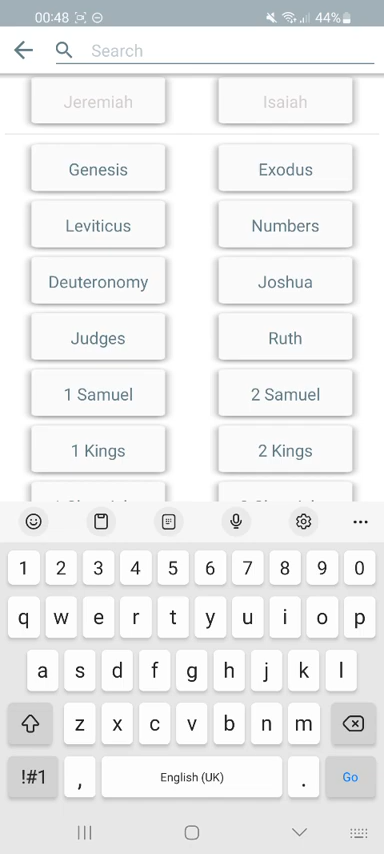 00:48 44%
Search
Jeremiah Isaiah
Genesis Exodus
Leviticus Numbers
Deuteronomy Joshua
Judges Ruth
1 Samuel 2 Samuel
1 Kings 2 Kings
1 2 3 4 5 6 7 8 9 0
q w e r t y u i o p
a s d f g h j k l
z x c v b n m
!#1 , English (UK) . Go